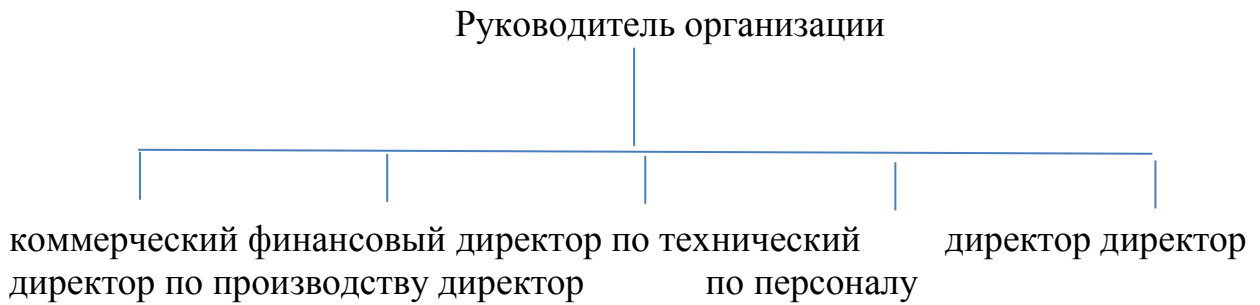 Руководитель организации
коммерческий финансовый директор по технический директор директор
директор по производству директор по персоналу